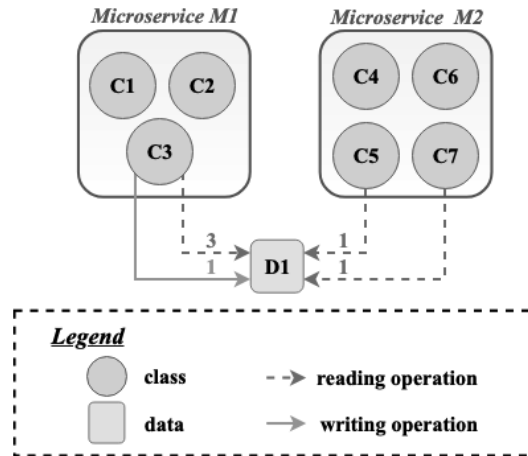 Microservice M1 Microservice M2
C1 C2 C4 C6
C3 C5 C7
3 1
1 D1 1
Legend
class reading operation
data writing operation